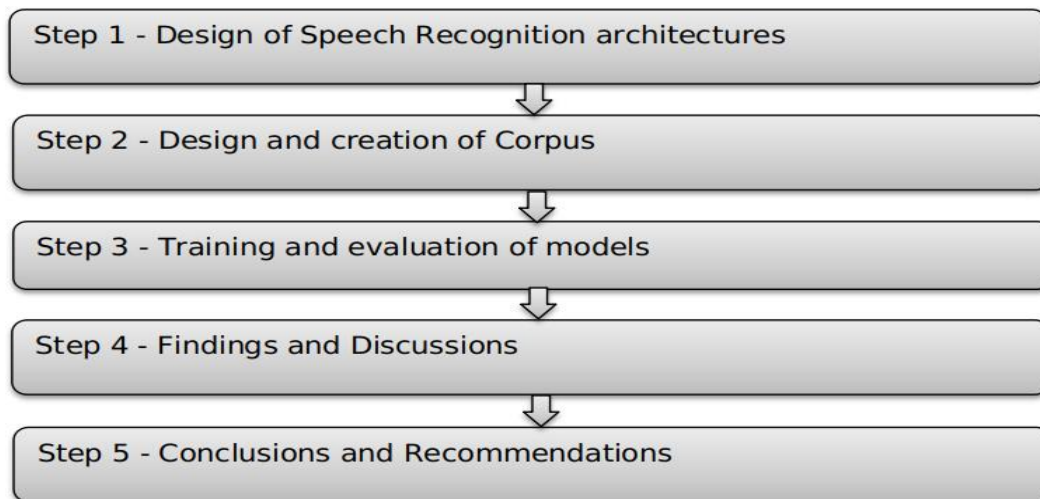 Step 1 - Design of Speech Recognition architectures
Step 2 - Design and creation of Corpus
Step 3 - Training and evaluation of models
Step 4 - Findings and Discussions
Step 5 - Conclusions and Recommendations